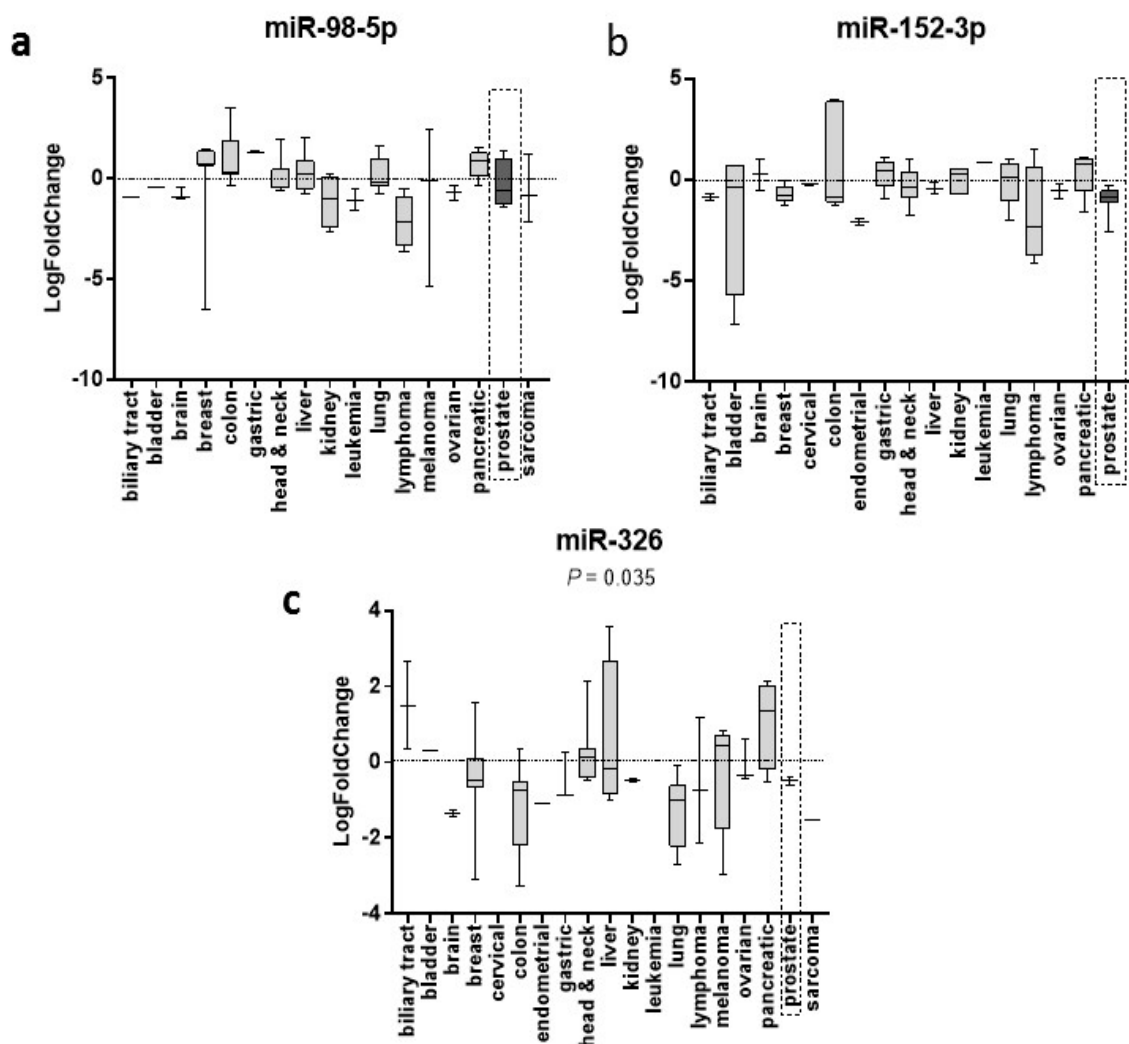 a
miR-98-5p
LogFoldChange
5
0
-5
-10
biliary tract
bladder
brain
breast
colon
gastric
head & neck
liver
kidney
leukemia
lung
lymphoma
melanoma
ovarian
pancreatic
prostate
sarcoma
b
miR-152-3p
LogFoldChange
5
0
-5
-10
biliary tract
bladder
brain
breast
cervical
colon
endometrial
gastric
head & neck
liver
kidney
leukemia
lung
lymphoma
ovarian
pancreatic
prostate
miR-326
P = 0.035
c
LogFoldChange
4
2
0
-2
-4
biliary tract
bladder
brain
breast
cervical
colon
endometrial
gastric
head & neck
liver
kidney
leukemia
lung
lymphoma
melanoma
ovarian
pancreatic
prostate
sarcoma